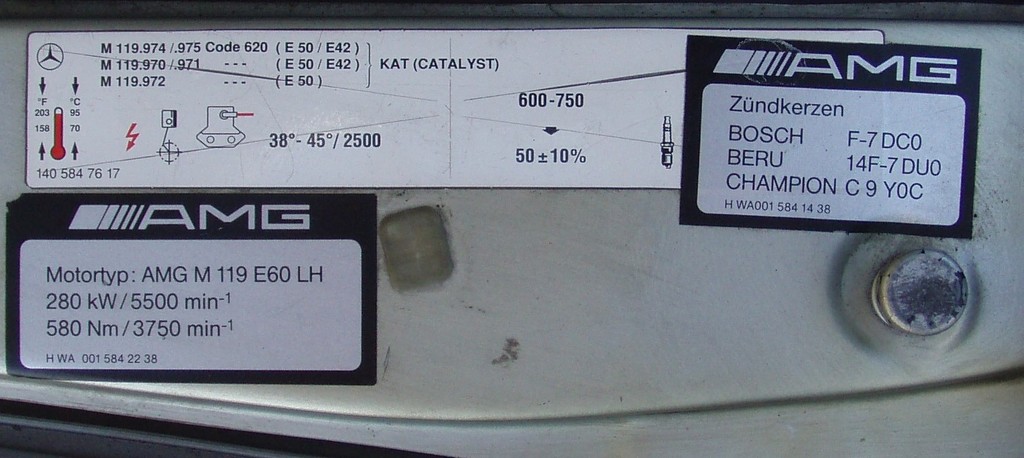 M 119.974 /.975 Code 620 ( E 50 / E42 )
M 119.970 /.971 --- ( E 50 / E42 )
M 119.972 --- ( E 50 )
KAT (CATALYST)
°F °C
203 95
158 70
38°- 45°/ 2500
600-750
50 ± 10%
140 584 76 17
AMG
Zündkerzen
BOSCH F-7 DC0
BERU 14F-7 DU0
CHAMPION C 9 Y0C
H WA001 584 14 38
AMG
Motortyp: AMG M 119 E60 LH
280 kW / 5500 min-1
580 Nm / 3750 min-1
H WA 001 584 22 38